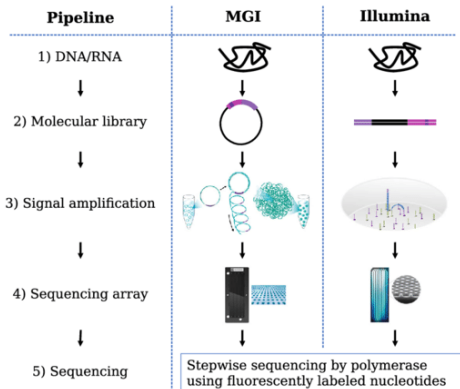 Pipeline
MGI
Illumina
1) DNA/RNA
2) Molecular library
3) Signal amplification
4) Sequencing array
5) Sequencing
Stepwise sequencing by polymerase
using fluorescently labeled nucleotides